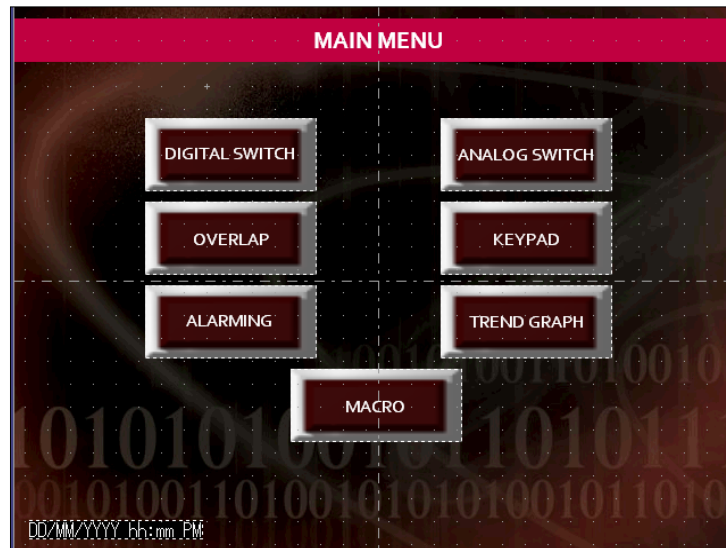 MAIN MENU
DIGITAL SWITCH
ANALOG SWITCH
OVERLAP
KEYPAD
ALARMING
TREND GRAPH
MACRO
DD/MM/YYYY hh:mm PM